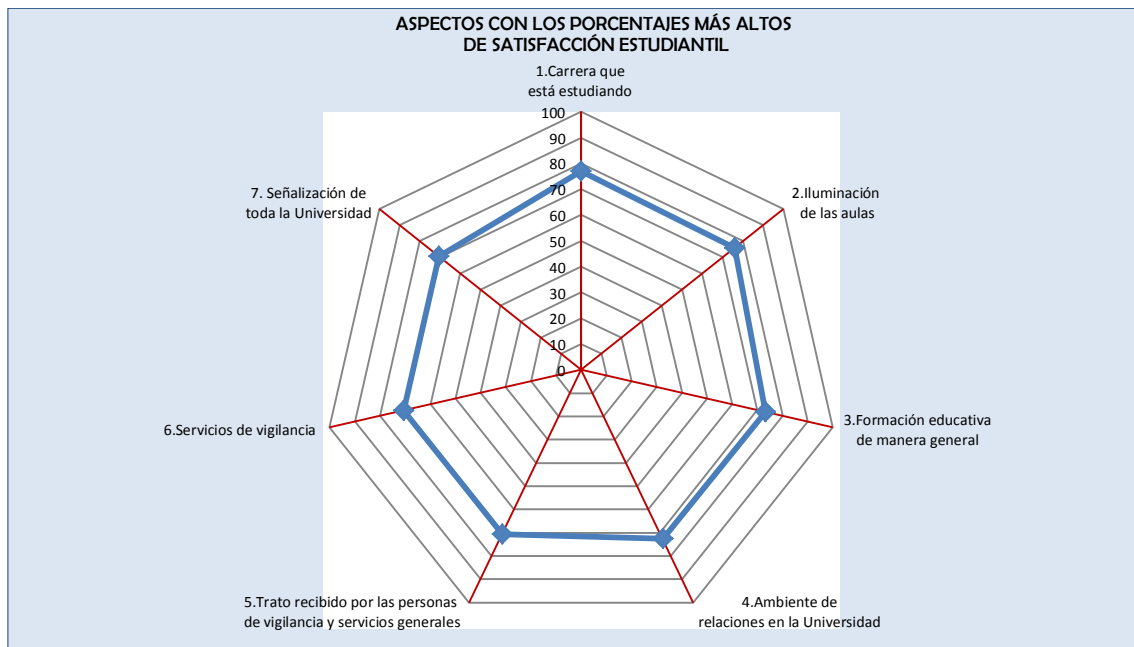 ASPECTOS CON LOS PORCENTAJES MÁS ALTOS
DE SATISFACCIÓN ESTUDIANTIL
1.Carrera que
está estudiando
100
90
80
70
60
50
40
30
20
10
0
2.Iluminación
de las aulas
3.Formación educativa
de manera general
4.Ambiente de
relaciones en la Universidad
5.Trato recibido por las personas
de vigilancia y servicios generales
6.Servicios de vigilancia
7. Señalización de
toda la Universidad